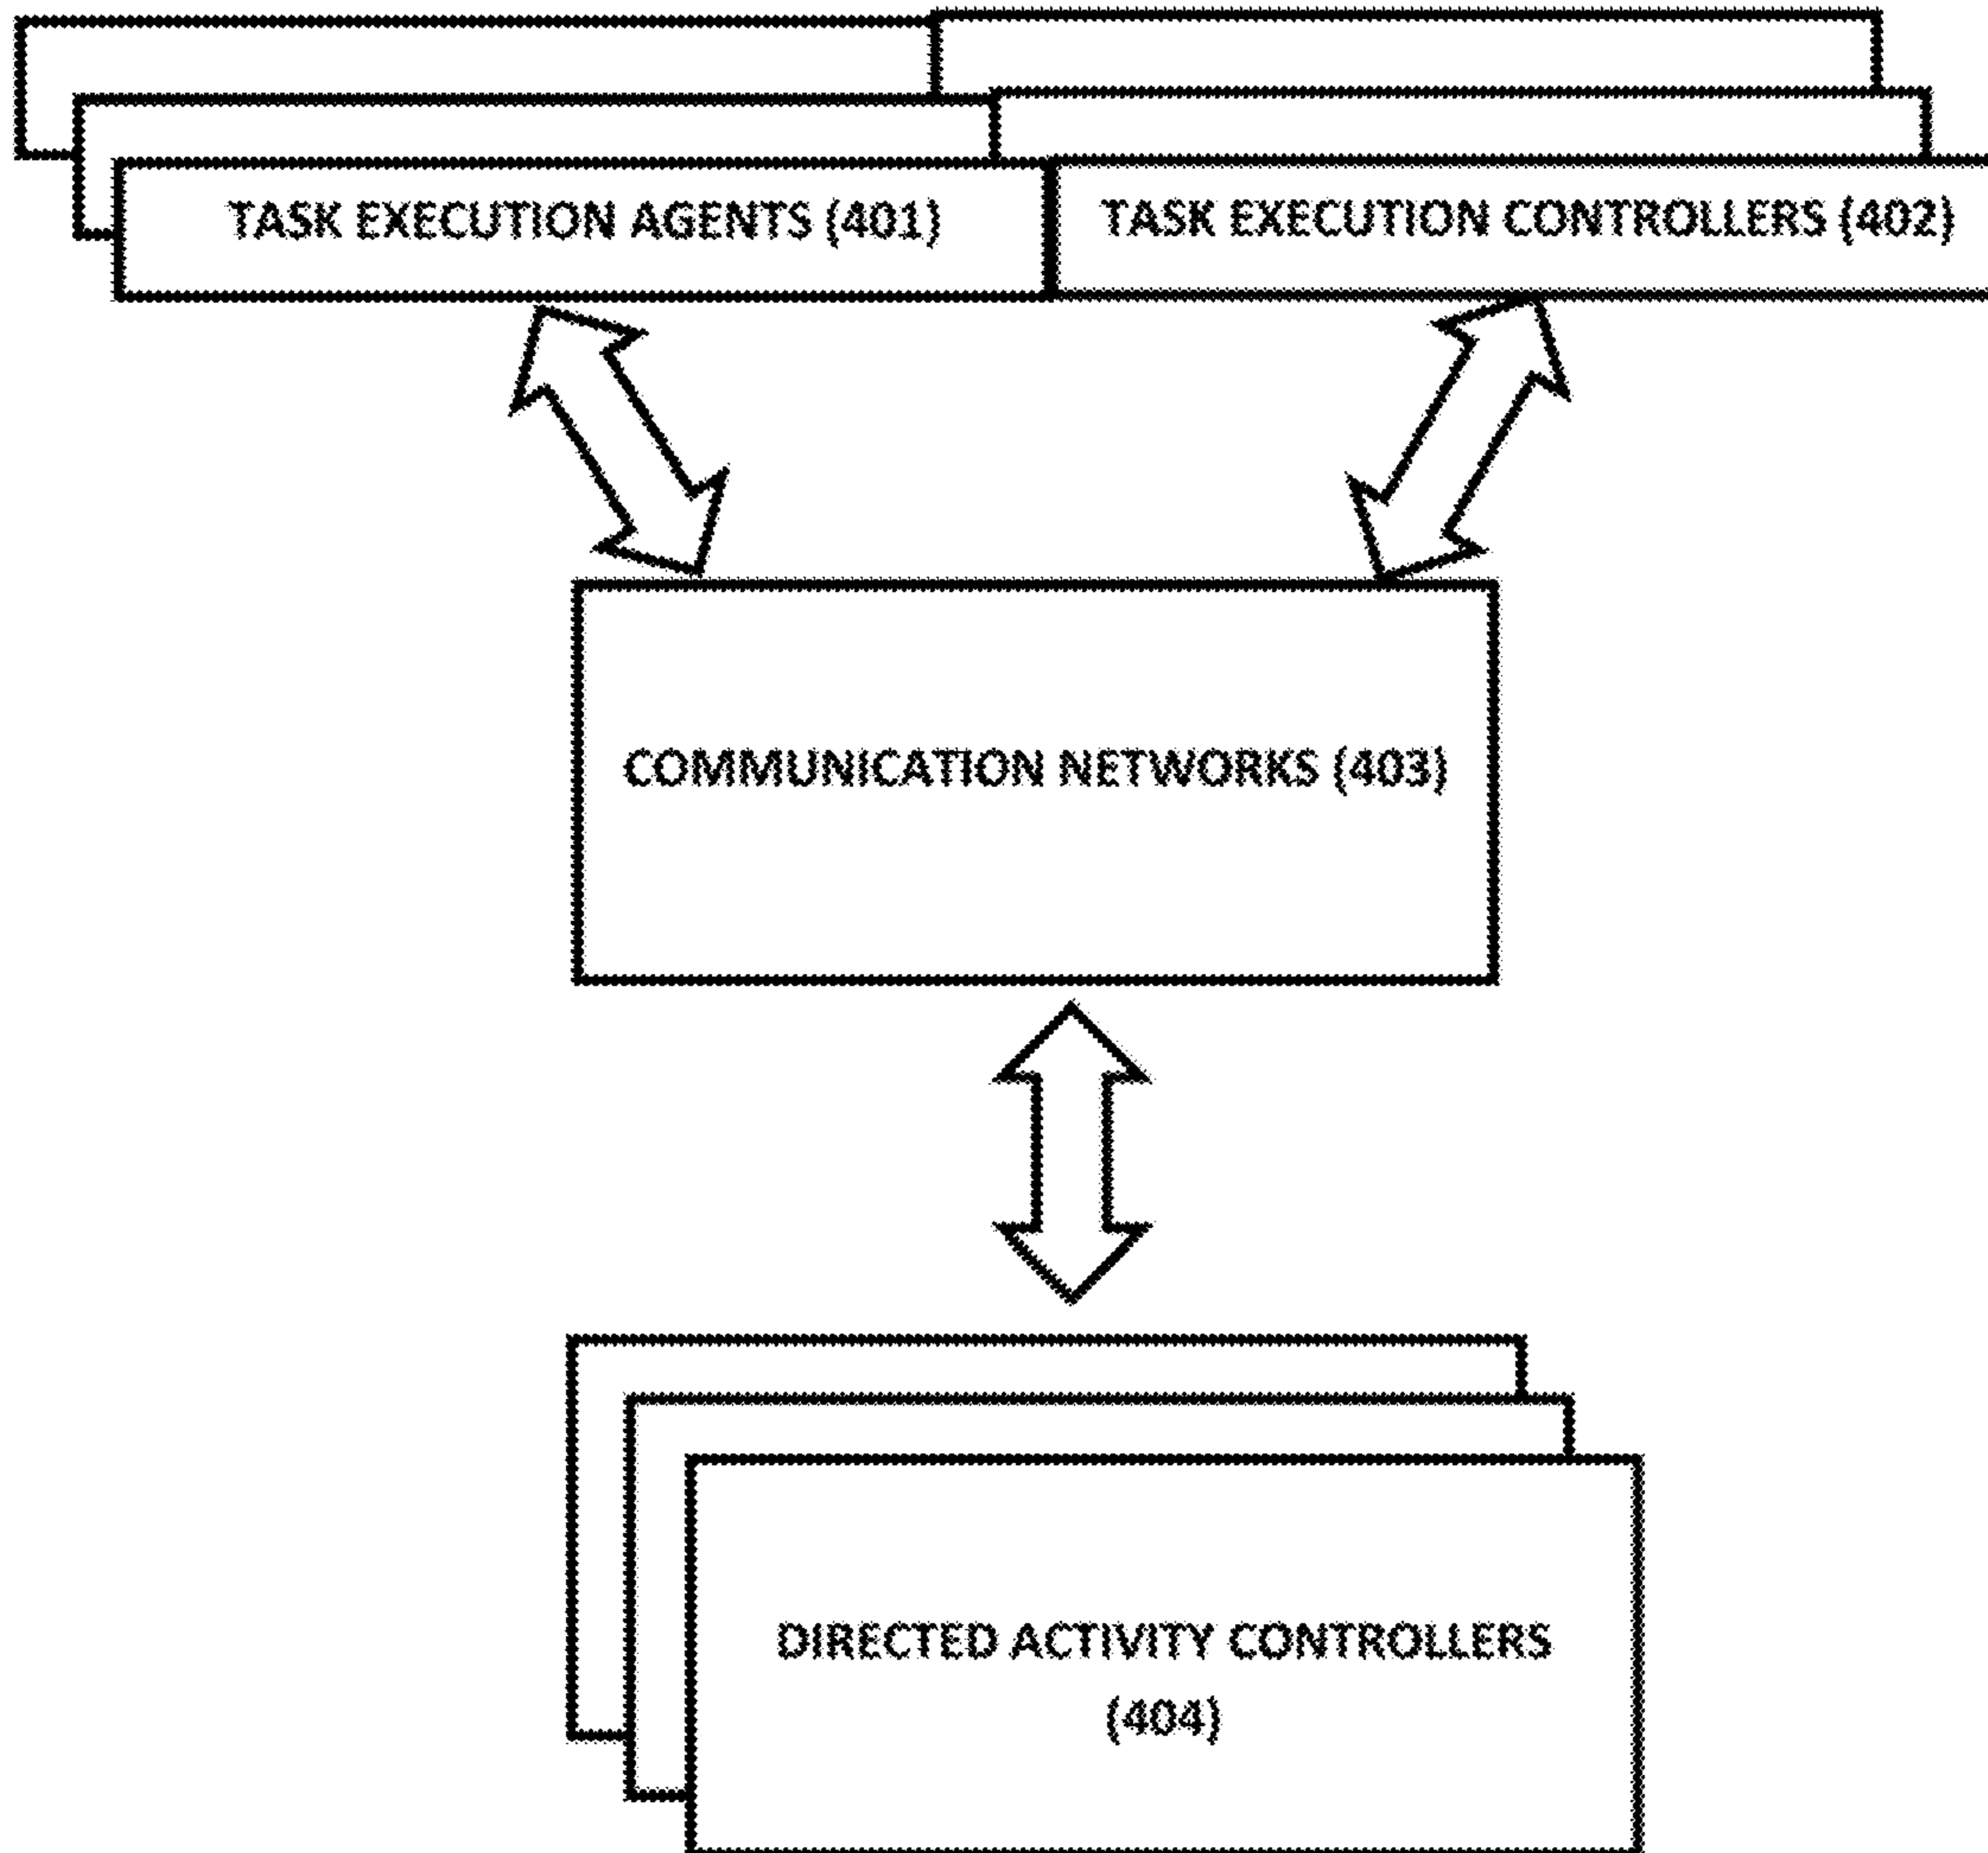 TASK EXECUTION AGENTS (401)
TASK EXECUTION CONTROLLERS (402)
COMMUNICATION NETWORKS (403)
DIRECTED ACTIVITY CONTROLLERS
(404)